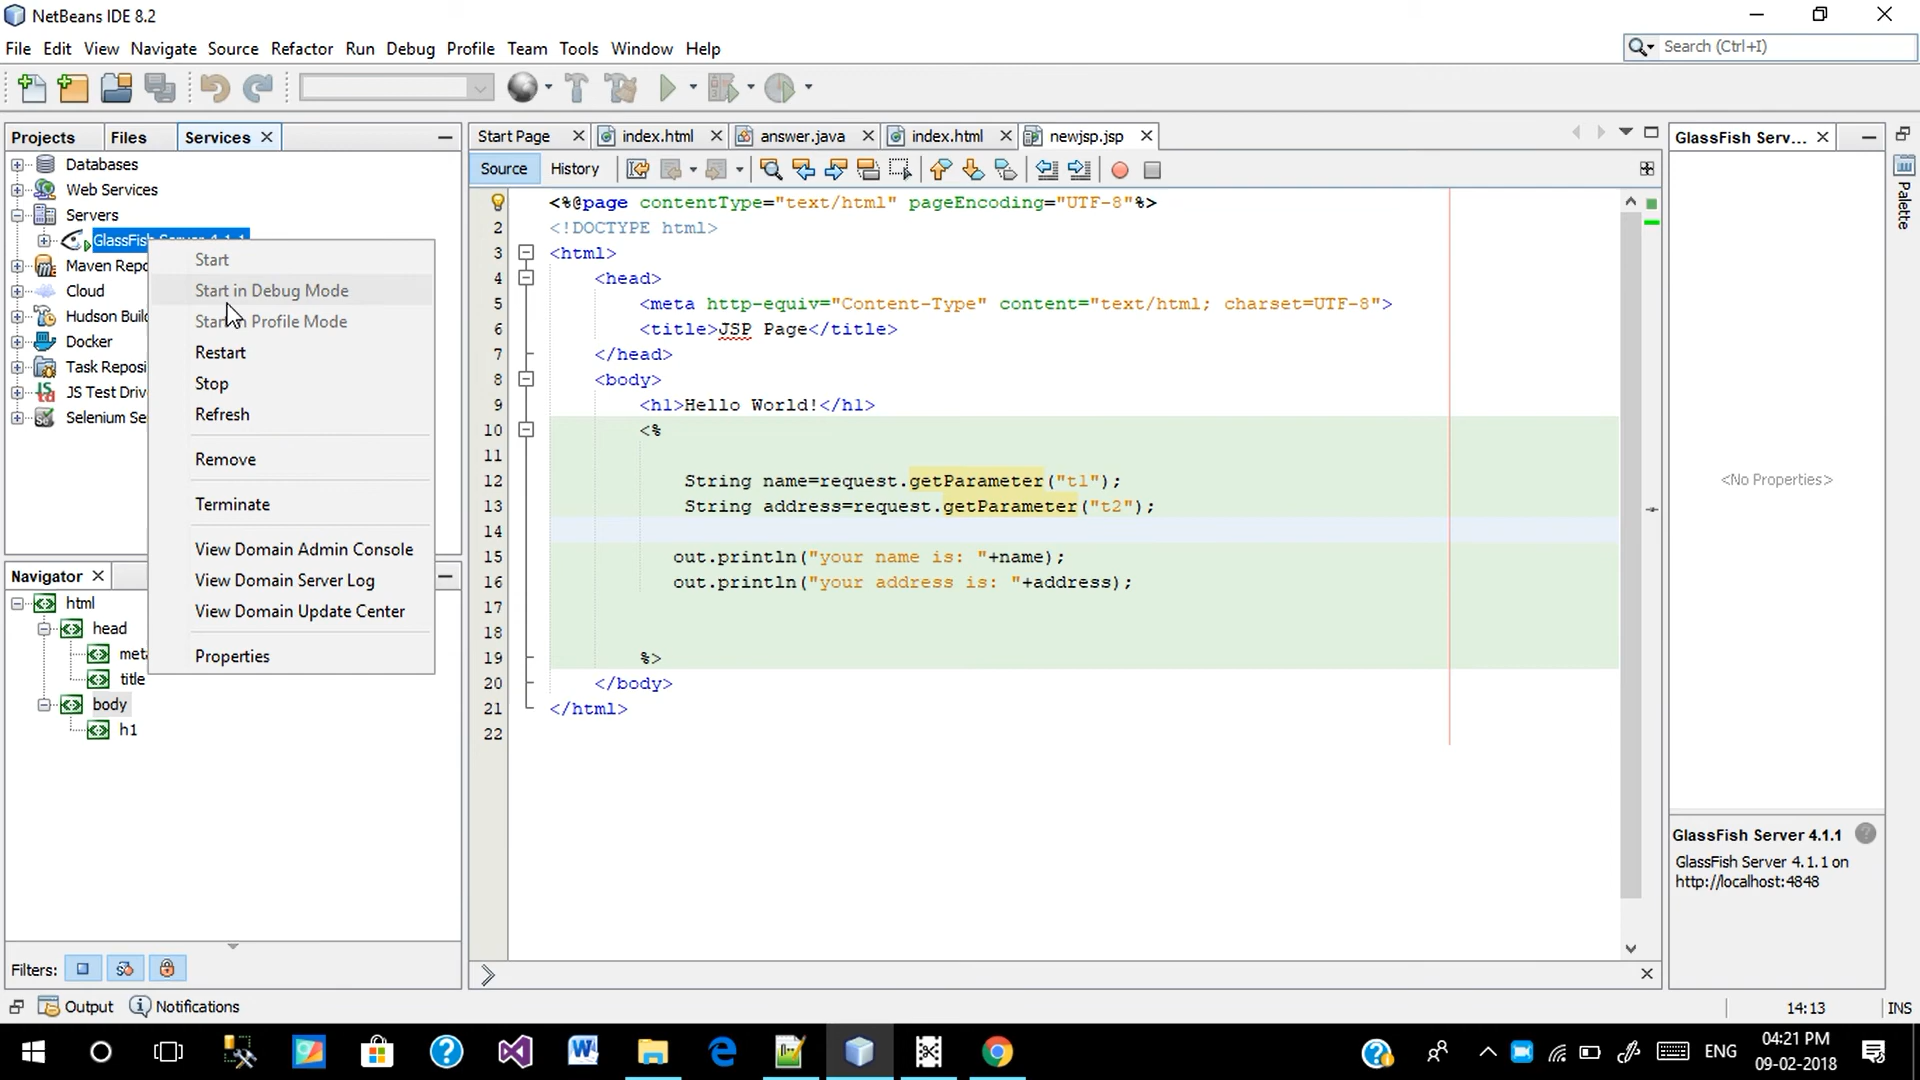 NetBeans IDE 8.2
File Edit View Navigate Source Refactor Run Debug Profile Team Tools Window Help
Search (Ctrl+I)
Projects Files Services
Databases
Web Services
Servers
GlassFish Server 4.1.1
Maven Repo
Cloud
Hudson Buil
Docker
Task Reposi
JS Test Driv
Selenium Se
Start
Start in Debug Mode
Start in Profile Mode
Restart
Stop
Refresh
Remove
Terminate
View Domain Admin Console
View Domain Server Log
View Domain Update Center
Properties
Navigator
html
head
meta
title
body
h1
Filters:
Start Page index.html answer.java index.html newjsp.jsp
Source History
<%@page contentType="text/html" pageEncoding="UTF-8"%>
2 <!DOCTYPE html>
3 <html>
4 <head>
5 <meta http-equiv="Content-Type" content="text/html; charset=UTF-8">
6 <title>JSP Page</title>
7 </head>
8 <body>
9 <h1>Hello World!</h1>
10 <%
11
12 String name=request.getParameter("t1");
13 String address=request.getParameter("t2");
14
15 out.println("your name is: "+name);
16 out.println("your address is: "+address);
17
18
19 %>
20 </body>
21 </html>
22
GlassFish Serv...
Palette
<No Properties>
GlassFish Server 4.1.1
GlassFish Server 4.1.1 on
http://localhost:4848
Output Notifications
14:13 INS
ENG
04:21 PM
09-02-2018